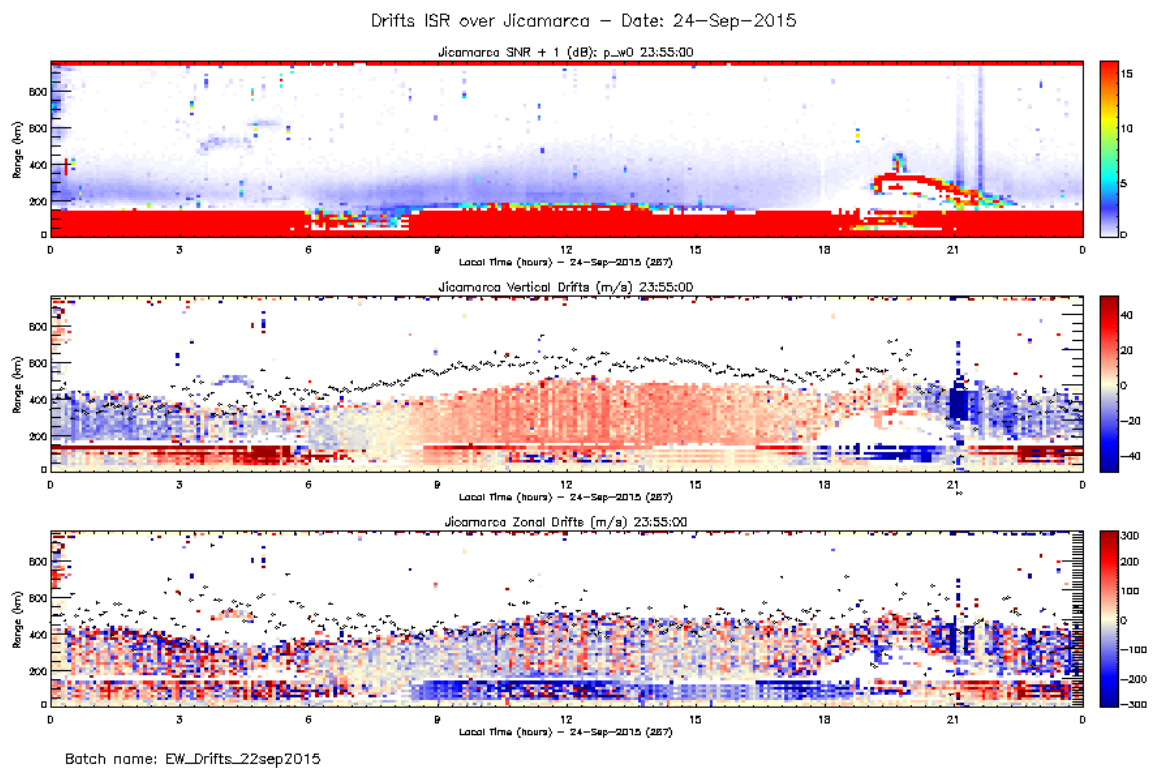 Drifts ISR over Jicamarca - Date: 24-Sep-2015
Jicamarca SNR + 1 (dB): p_w0 23:55:00
Range (km)
800
600
400
200
0
0 3 6 9 12 15 18 21 0
Local Time (hours) - 24-Sep-2015 (267)
15
10
5
0
Jicamarca Vertical Drifts (m/s) 23:55:00
Range (km)
800
600
400
200
0
0 3 6 9 12 15 18 21 0
Local Time (hours) - 24-Sep-2015 (267)
40
20
0
-20
-40
Jicamarca Zonal Drifts (m/s) 23:55:00
Range (km)
800
600
400
200
0
0 3 6 9 12 15 18 21 0
Local Time (hours) - 24-Sep-2015 (267)
300
200
100
0
-100
-200
-300
Batch name: EW_Drifts_22sep2015